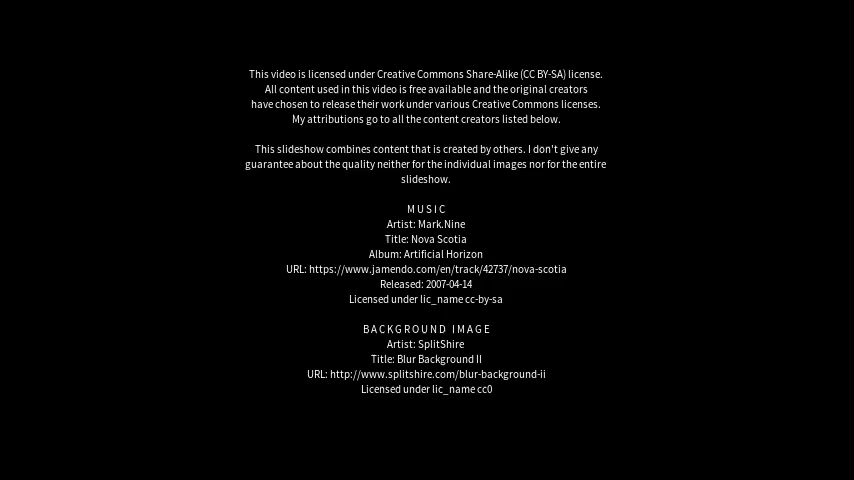 This video is licensed under Creative Commons Share-Alike (CC BY-SA) license.
All content used in this video is free available and the original creators
have chosen to release their work under various Creative Commons licenses.
My attributions go to all the content creators listed below.
This slideshow combines content that is created by others. I don't give any
guarantee about the quality neither for the individual images nor for the entire
slideshow.
MUSIC
Artist: Mark.Nine
Title: Nova Scotia
Album: Artificial Horizon
URL: https://www.jamendo.com/en/track/42737/nova-scotia
Released: 2007-04-14
Licensed under lic_name cc-by-sa
BACKGROUND IMAGE
Artist: SplitShire
Title: Blur Background II
URL: http://www.splitshire.com/blur-background-ii
Licensed under lic_name cc0